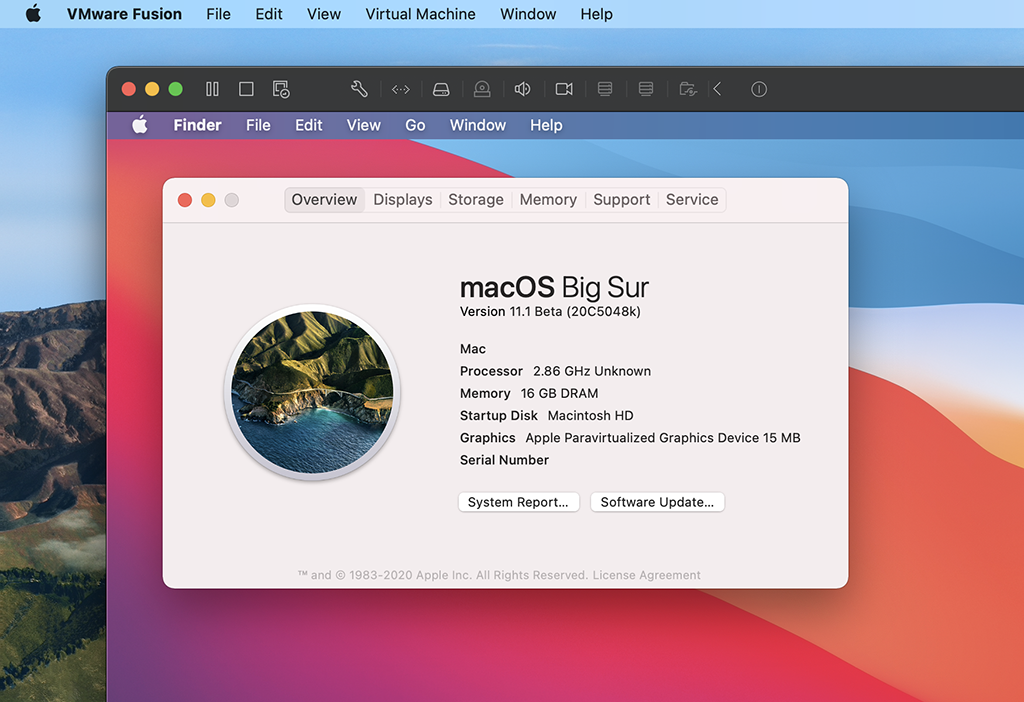 VMware Fusion File Edit View Virtual Machine Window Help
Finder File Edit View Go Window Help
Overview Displays Storage Memory Support Service
macOS Big Sur
Version 11.1 Beta (20C5048k)
Mac
Processor 2.86 GHz Unknown
Memory 16 GB DRAM
Startup Disk Macintosh HD
Graphics Apple Paravirtualized Graphics Device 15 MB
Serial Number
System Report... Software Update...
™ and © 1983-2020 Apple Inc. All Rights Reserved. License Agreement